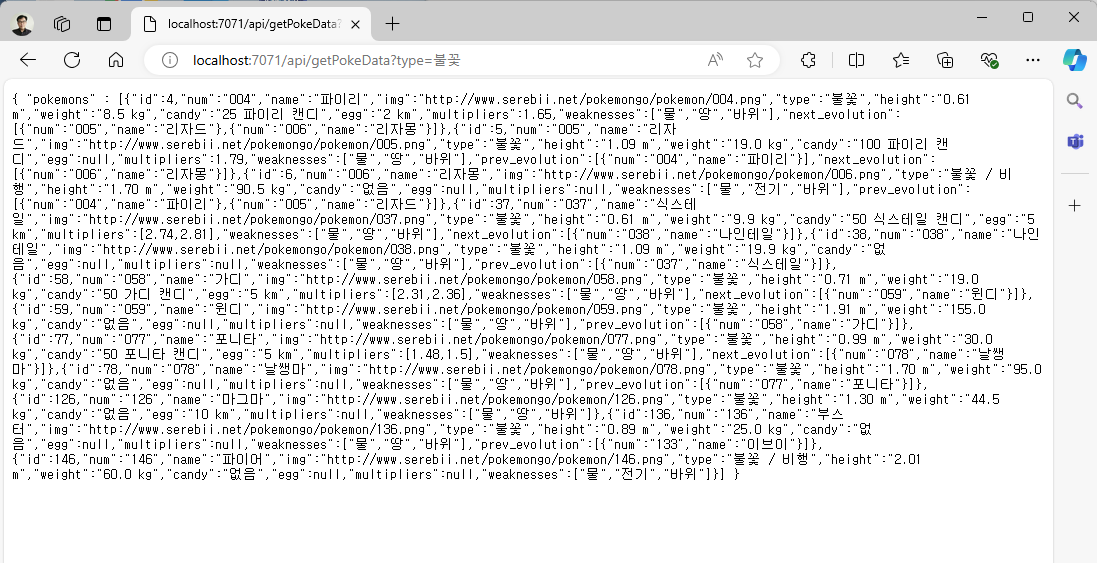 localhost:7071/api/getPokeData?
localhost:7071/api/getPokeData?type=불꽃
{ "pokemons" : [{"id":4,"num":"004","name":"파이리","img":"http://www.serebii.net/pokemongo/pokemon/004.png","type":"불꽃","height":"0.61
m","weight":"8.5 kg","candy":"25 파이리 캔디","egg":"2 km","multipliers":1.65,"weaknesses":["물","땅","바위"],"next_evolution":
[{"num":"005","name":"리자드"},{"num":"006","name":"리자몽"}]},{"id":5,"num":"005","name":"리자
드","img":"http://www.serebii.net/pokemongo/pokemon/005.png","type":"불꽃","height":"1.09 m","weight":"19.0 kg","candy":"100 파이리 캔
디","egg":null,"multipliers":1.79,"weaknesses":["물","땅","바위"],"prev_evolution":[{"num":"004","name":"파이리"}],"next_evolution":
[{"num":"006","name":"리자몽"}]},{"id":6,"num":"006","name":"리자몽","img":"http://www.serebii.net/pokemongo/pokemon/006.png","type":"불꽃 / 비
행","height":"1.70 m","weight":"90.5 kg","candy":"없음","egg":null,"multipliers":null,"weaknesses":["물","전기","바위"],"prev_evolution":
[{"num":"004","name":"파이리"},{"num":"005","name":"리자드"}]},{"id":37,"num":"037","name":"식스테
일","img":"http://www.serebii.net/pokemongo/pokemon/037.png","type":"불꽃","height":"0.61 m","weight":"9.9 kg","candy":"50 식스테일 캔디","egg":"5
km","multipliers":[2.74,2.81],"weaknesses":["물","땅","바위"],"next_evolution":[{"num":"038","name":"나인테일"}]},{"id":38,"num":"038","name":"나인
테일","img":"http://www.serebii.net/pokemongo/pokemon/038.png","type":"불꽃","height":"1.09 m","weight":"19.9 kg","candy":"없
음","egg":null,"multipliers":null,"weaknesses":["물","땅","바위"],"prev_evolution":[{"num":"037","name":"식스테일"}]},
{"id":58,"num":"058","name":"가디","img":"http://www.serebii.net/pokemongo/pokemon/058.png","type":"불꽃","height":"0.71 m","weight":"19.0
kg","candy":"50 가디 캔디","egg":"5 km","multipliers":[2.31,2.36],"weaknesses":["물","땅","바위"],"next_evolution":[{"num":"059","name":"윈디"}]},
{"id":59,"num":"059","name":"윈디","img":"http://www.serebii.net/pokemongo/pokemon/059.png","type":"불꽃","height":"1.91 m","weight":"155.0
kg","candy":"없음","egg":null,"multipliers":null,"weaknesses":["물","땅","바위"],"prev_evolution":[{"num":"058","name":"가디"}]},
{"id":77,"num":"077","name":"포니타","img":"http://www.serebii.net/pokemongo/pokemon/077.png","type":"불꽃","height":"0.99 m","weight":"30.0
kg","candy":"50 포니타 캔디","egg":"5 km","multipliers":[1.48,1.5],"weaknesses":["물","땅","바위"],"next_evolution":[{"num":"078","name":"날쌩
마"}]},{"id":78,"num":"078","name":"날쌩마","img":"http://www.serebii.net/pokemongo/pokemon/078.png","type":"불꽃","height":"1.70 m","weight":"95.0
kg","candy":"없음","egg":null,"multipliers":null,"weaknesses":["물","땅","바위"],"prev_evolution":[{"num":"077","name":"포니타"}]},
{"id":126,"num":"126","name":"마그마","img":"http://www.serebii.net/pokemongo/pokemon/126.png","type":"불꽃","height":"1.30 m","weight":"44.5
kg","candy":"없음","egg":"10 km","multipliers":null,"weaknesses":["물","땅","바위"]},{"id":136,"num":"136","name":"부스
터","img":"http://www.serebii.net/pokemongo/pokemon/136.png","type":"불꽃","height":"0.89 m","weight":"25.0 kg","candy":"없
음","egg":null,"multipliers":null,"weaknesses":["물","땅","바위"],"prev_evolution":[{"num":"133","name":"이브이"}]},
{"id":146,"num":"146","name":"파이어","img":"http://www.serebii.net/pokemongo/pokemon/146.png","type":"불꽃 / 비행","height":"2.01
m","weight":"60.0 kg","candy":"없음","egg":null,"multipliers":null,"weaknesses":["물","전기","바위"]}] }